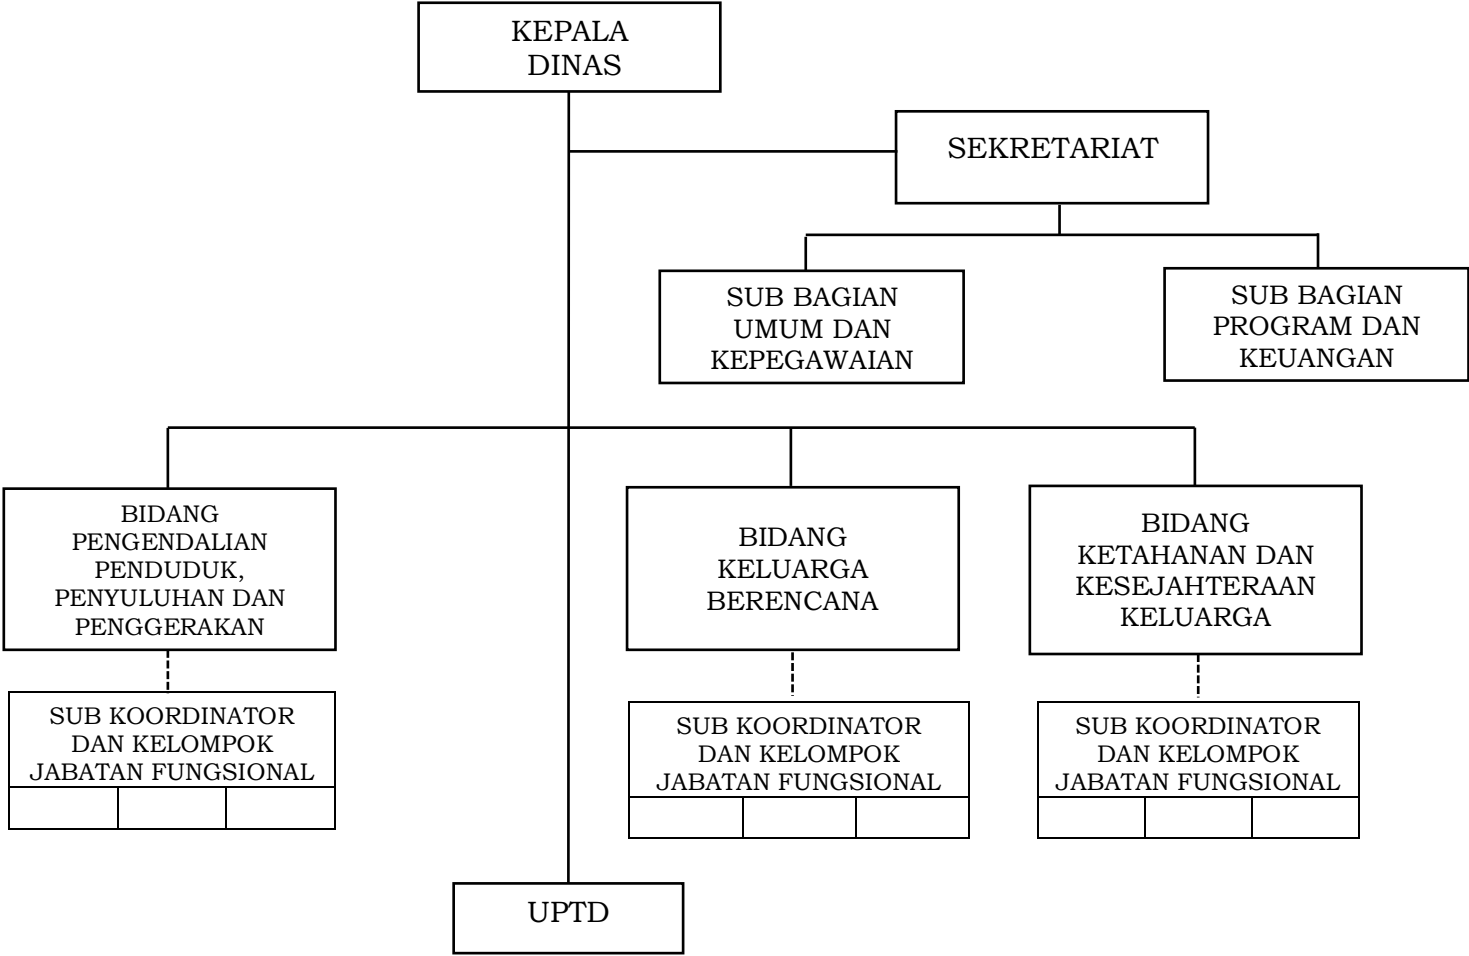 KEPALA
DINAS
SEKRETARIAT
SUB BAGIAN
UMUM DAN
KEPEGAWAIAN
SUB BAGIAN
PROGRAM DAN
KEUANGAN
BIDANG
PENGENDALIAN
PENDUDUK,
PENYULUHAN DAN
PENGGERAKAN
BIDANG
KELUARGA
BERENCANA
BIDANG
KETAHANAN DAN
KESEJAHTERAAN
KELUARGA
SUB KOORDINATOR
DAN KELOMPOK
JABATAN FUNGSIONAL
SUB KOORDINATOR
DAN KELOMPOK
JABATAN FUNGSIONAL
SUB KOORDINATOR
DAN KELOMPOK
JABATAN FUNGSIONAL
UPTD